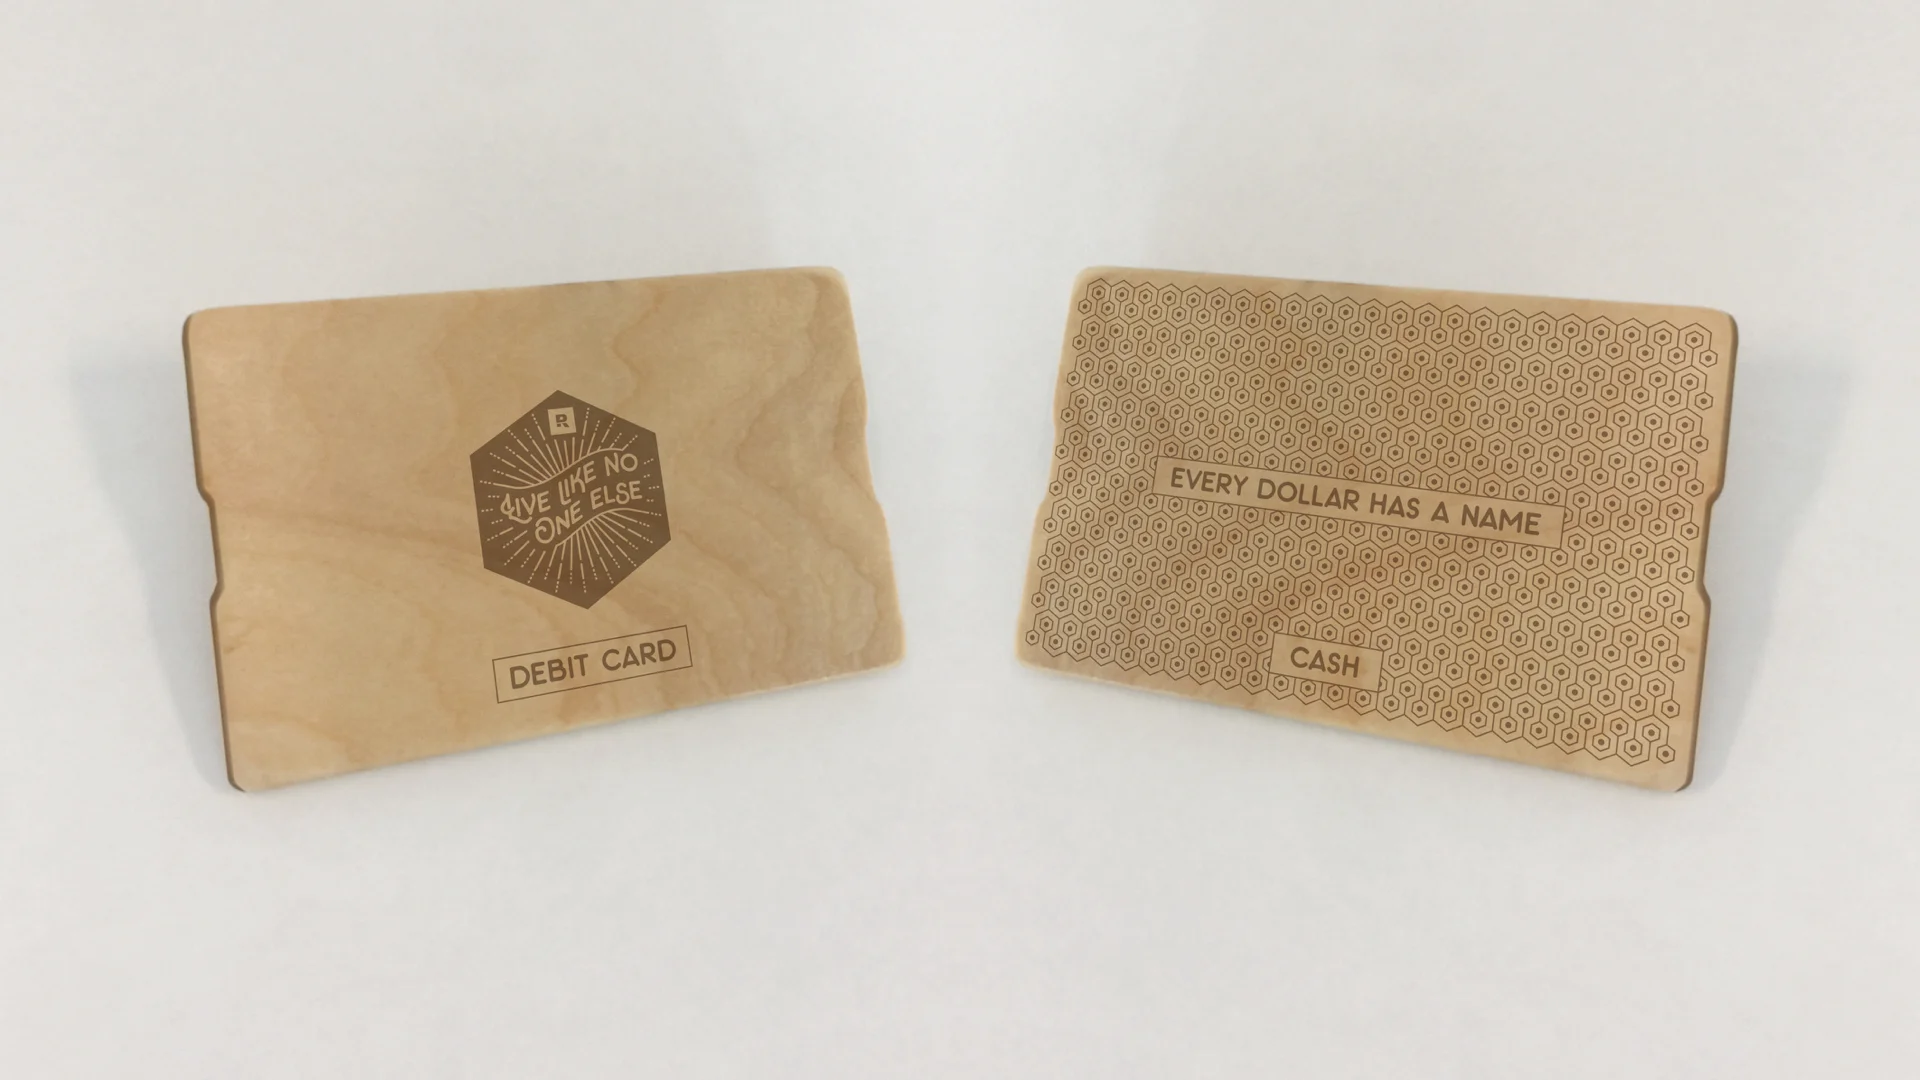 R
LIVE LIKE NO
ONE ELSE
DEBIT CARD
EVERY DOLLAR HAS A NAME
CASH